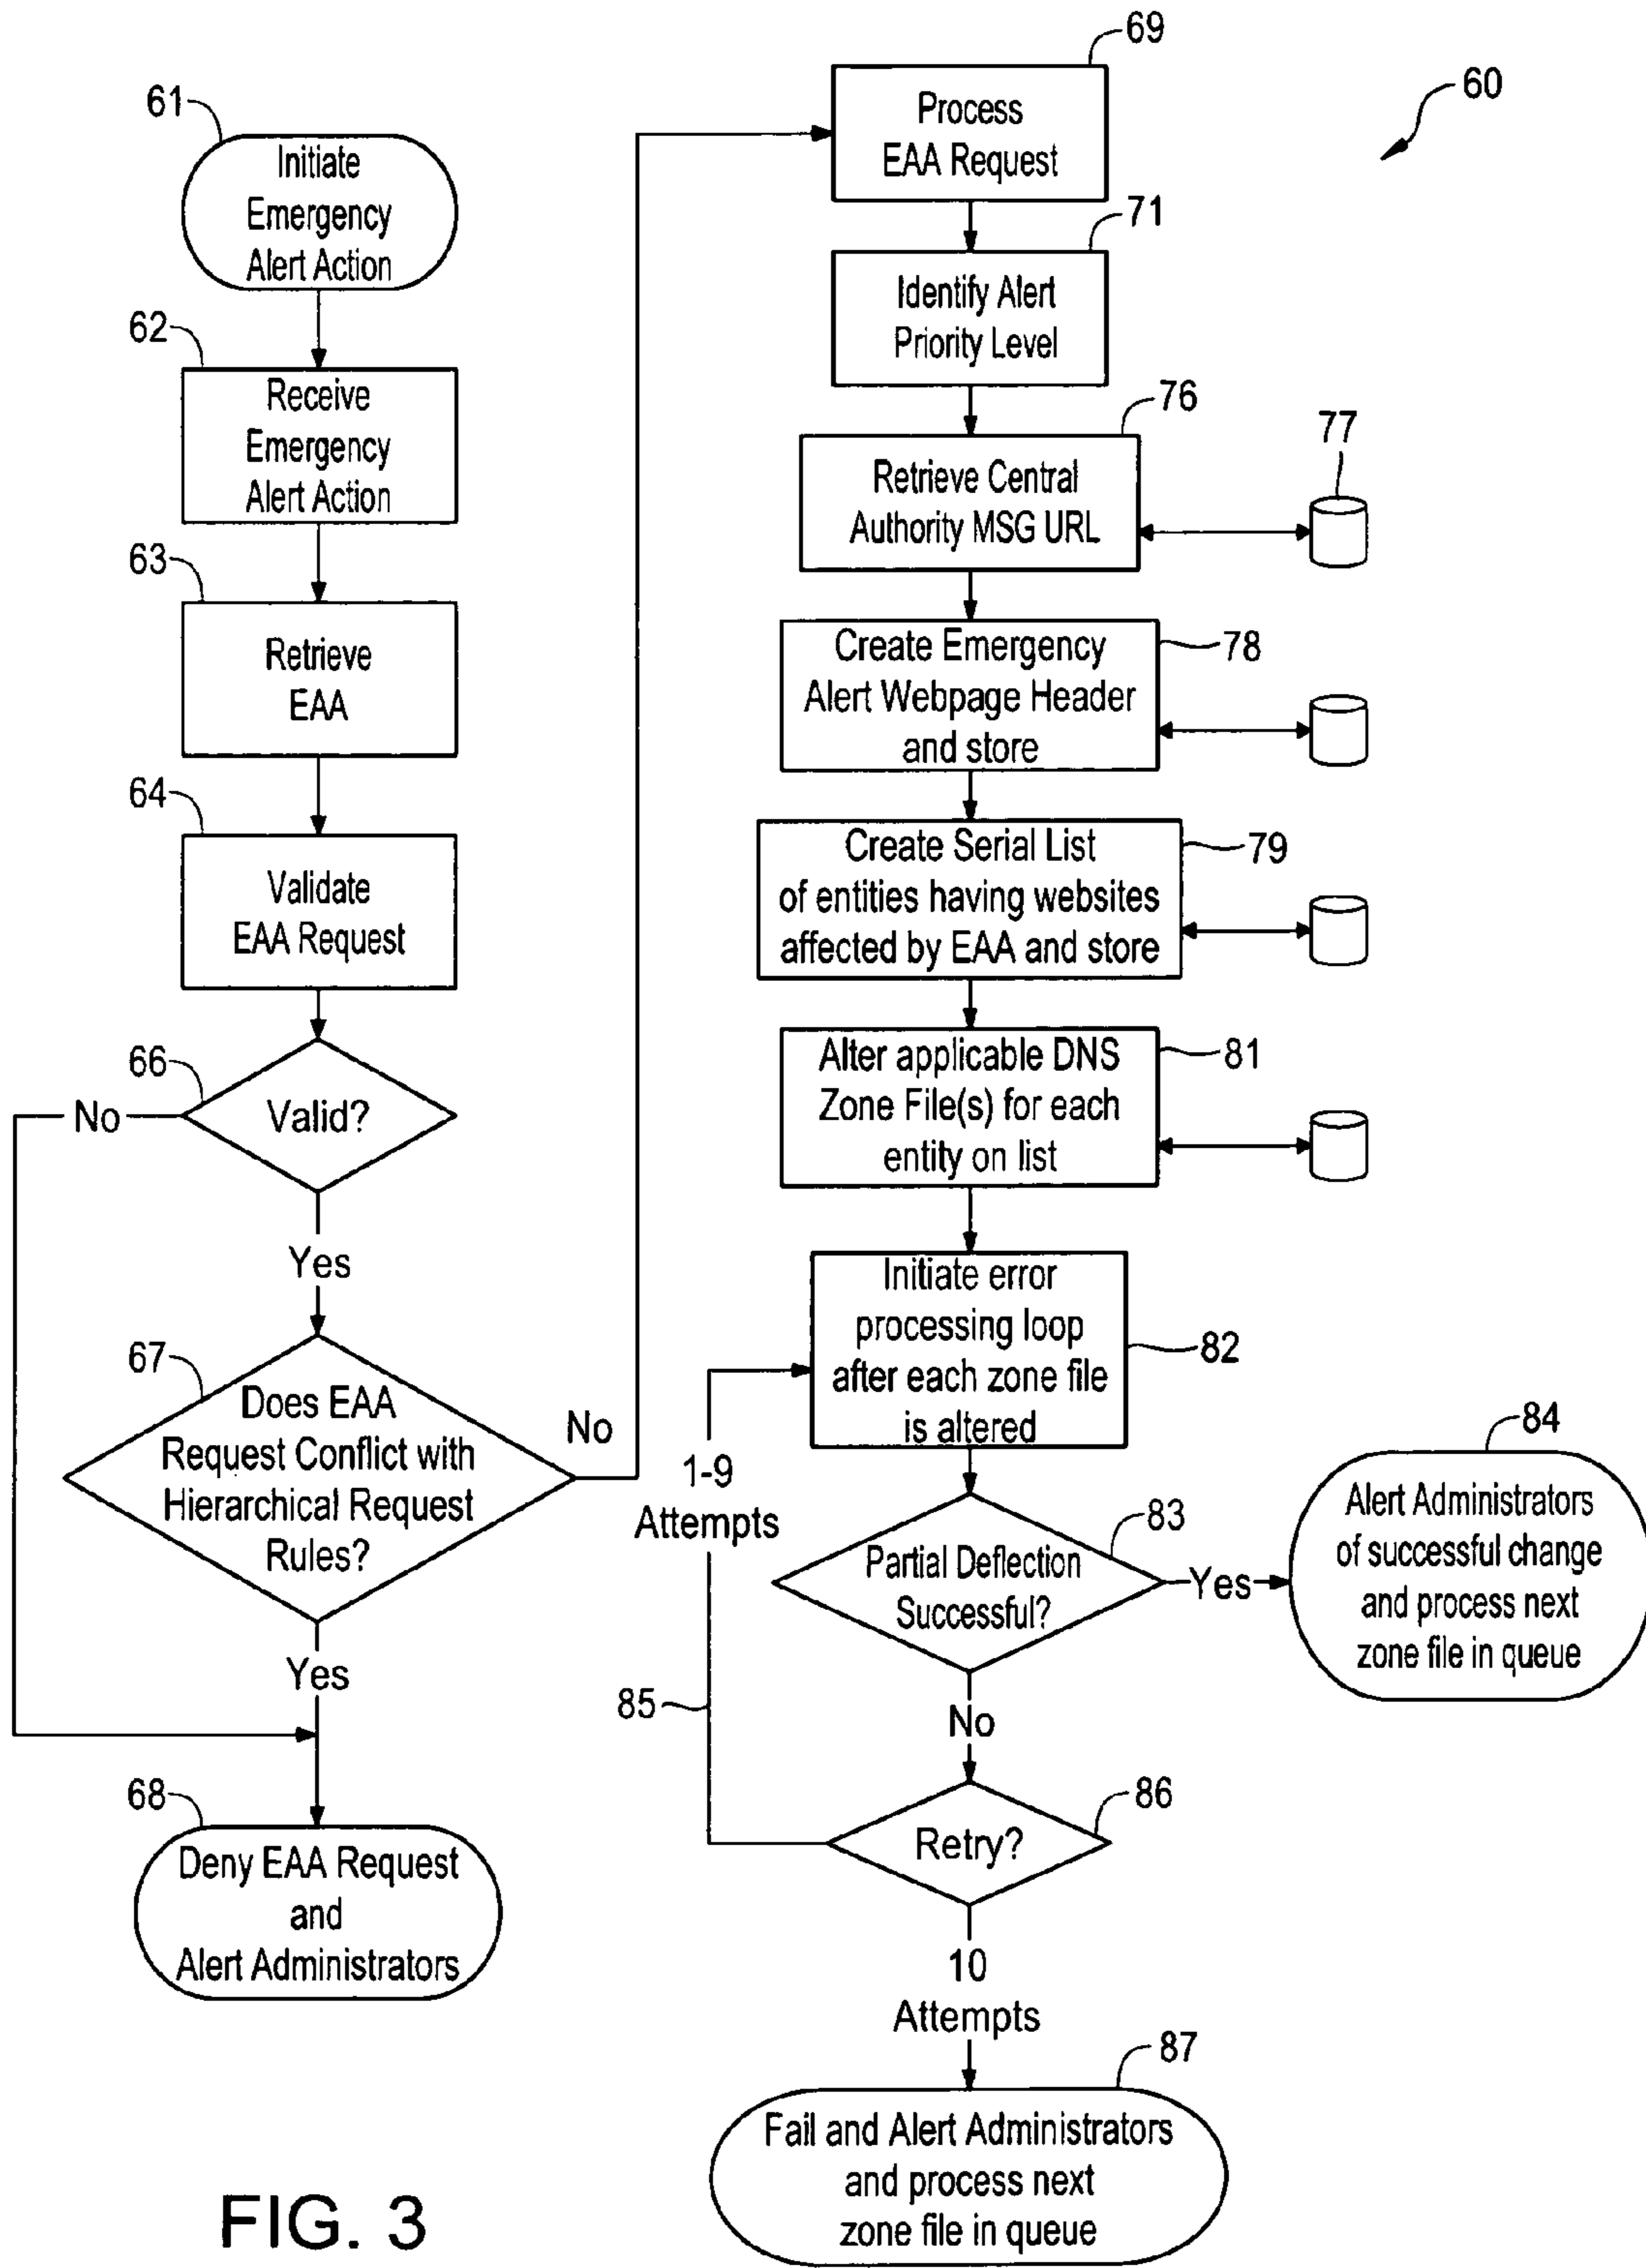 61
Initiate
Emergency
Alert Action
62
Receive
Emergency
Alert Action
63
Retrieve
EAA
64
Validate
EAA Request
66
Valid?
No
Yes
67
Does EAA
Request Conflict with
Hierarchical Request
Rules?
No
Yes
68
Deny EAA Request
and
Alert Administrators
60
69
Process
EAA Request
71
Identify Alert
Priority Level
76
Retrieve Central
Authority MSG URL
77
Create Emergency
Alert Webpage Header
and store
78
Create Serial List
of entities having websites
affected by EAA and store
79
Alter applicable DNS
Zone File(s) for each
entity on list
81
Initiate error
processing loop
after each zone file
is altered
82
1-9
Attempts
83
Partial Deflection
Successful?
Yes
84
Alert Administrators
of successful change
and process next
zone file in queue
No
85
86
Retry?
10
Attempts
87
Fail and Alert Administrators
and process next
zone file in queue
FIG. 3